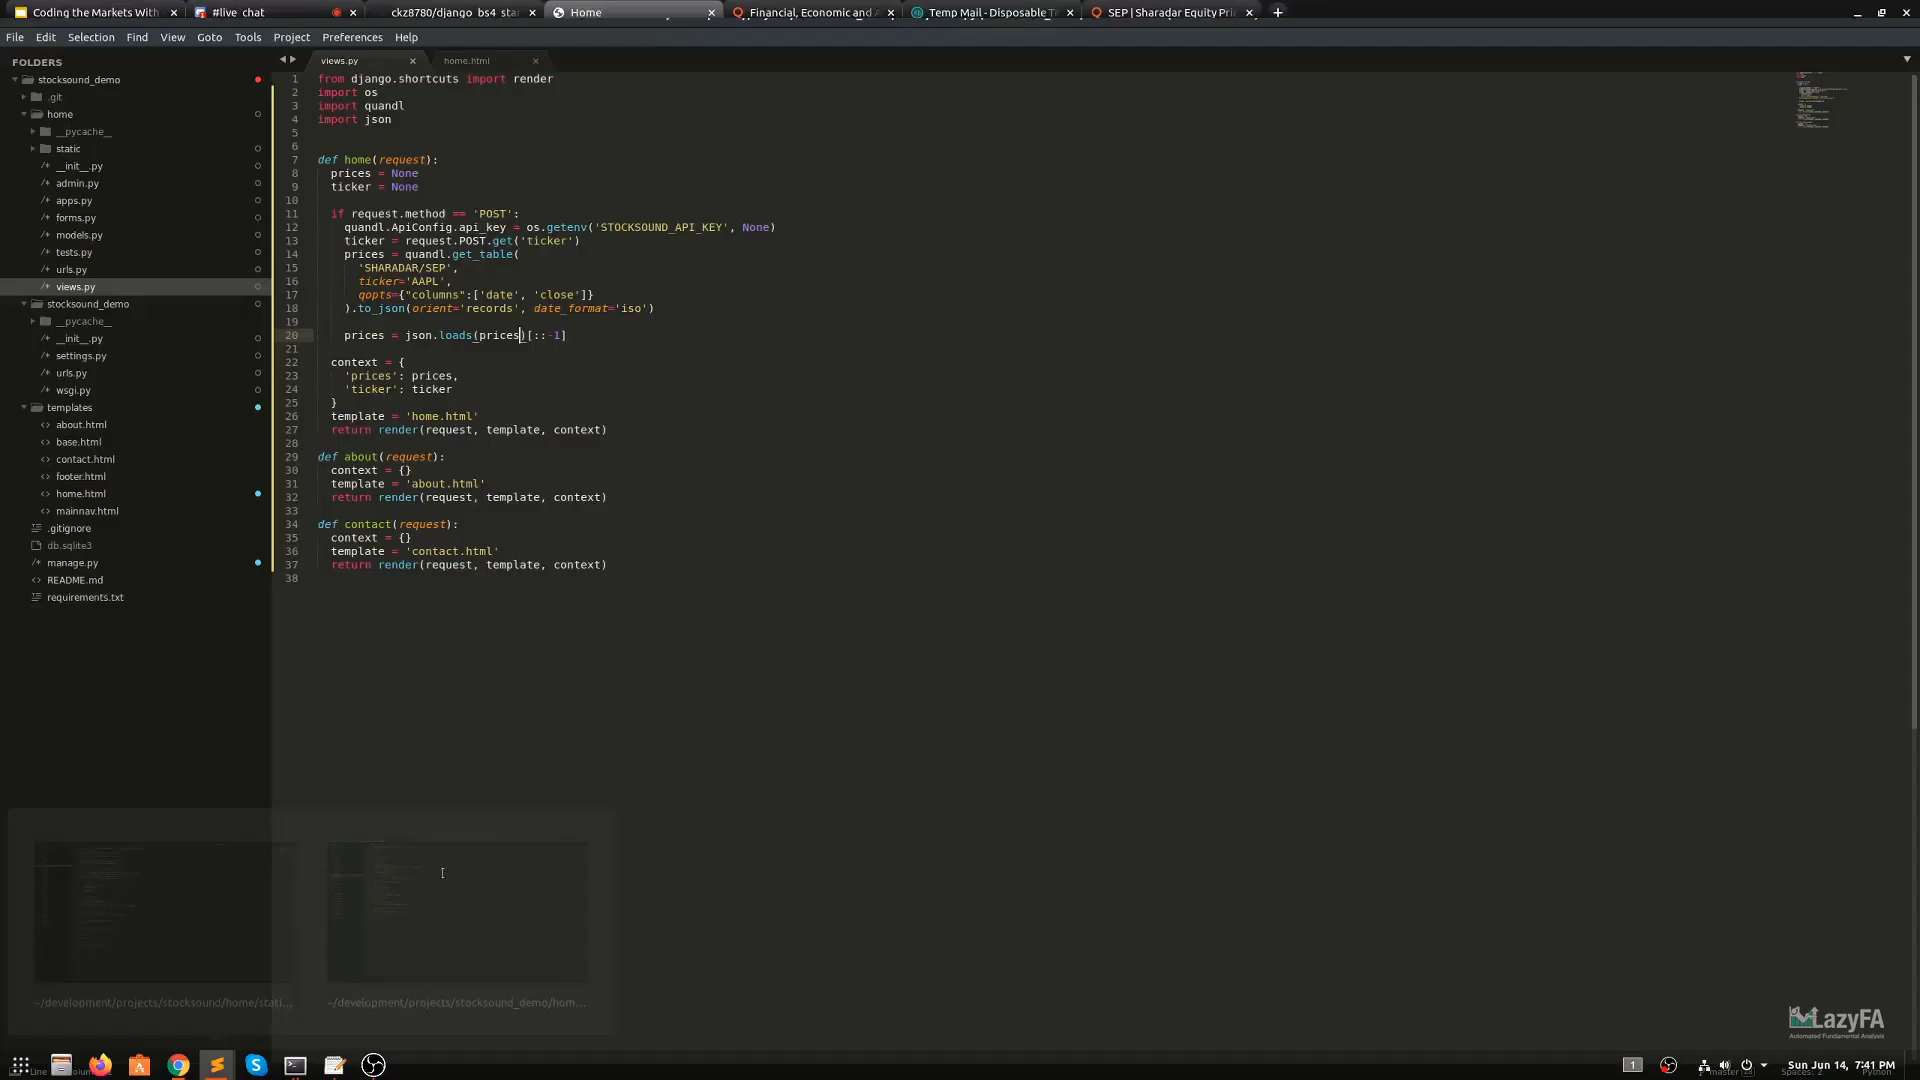 Coding the Markets With
#live_chat
ckz8780/django_bs4_sta
Home
Financial, Economic and A
Temp Mail - Disposable Te
SEP | Sharadar Equity Pri
File Edit Selection Find View Goto Tools Project Preferences Help
FOLDERS
stocksound_demo
.git
home
__pycache__
static
__init__.py
admin.py
apps.py
forms.py
models.py
tests.py
urls.py
views.py
stocksound_demo
__pycache__
__init__.py
settings.py
urls.py
wsgi.py
templates
about.html
base.html
contact.html
footer.html
home.html
mainnav.html
.gitignore
db.sqlite3
manage.py
README.md
requirements.txt
views.py
home.html
1 from django.shortcuts import render
2 import os
3 import quandl
4 import json
5
6
7 def home(request):
8 prices = None
9 ticker = None
10
11 if request.method == 'POST':
12 quandl.ApiConfig.api_key = os.getenv('STOCKSOUND_API_KEY', None)
13 ticker = request.POST.get('ticker')
14 prices = quandl.get_table(
15 'SHARADAR/SEP',
16 ticker='AAPL',
17 qopts={"columns":['date', 'close']}
18 ).to_json(orient='records', date_format='iso')
19
20 prices = json.loads(prices)[::-1]
21
22 context = {
23 'prices': prices,
24 'ticker': ticker
25 }
26 template = 'home.html'
27 return render(request, template, context)
28
29 def about(request):
30 context = {}
31 template = 'about.html'
32 return render(request, template, context)
33
34 def contact(request):
35 context = {}
36 template = 'contact.html'
37 return render(request, template, context)
38
~/development/projects/stocksound/home/stati...
~/development/projects/stocksound_demo/hom...
LazyFA
Automated Fundamental Analysis
1
Sun Jun 14, 7:41 PM